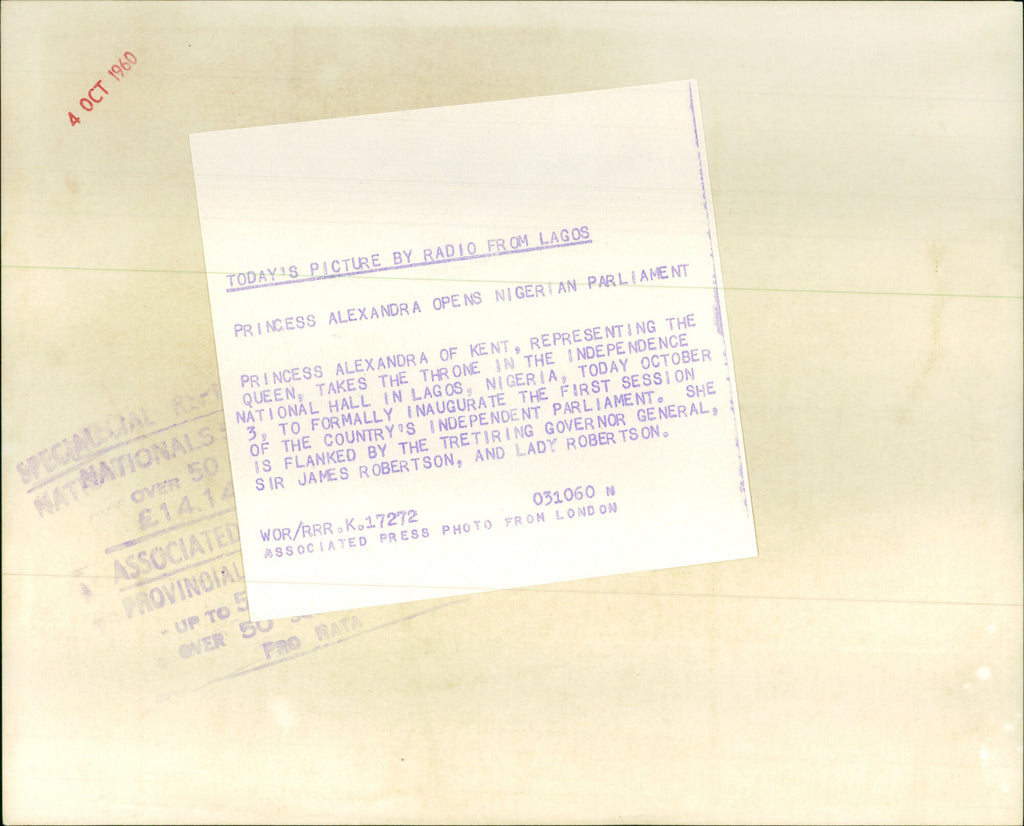 4 OCT 1960
TODAY'S PICTURE BY RADIO FROM LAGOS
PRINCESS ALEXANDRA OPENS NIGERIAN PARLIAMENT
PRINCESS ALEXANDRA OF KENT, REPRESENTING THE
QUEEN, TAKES THE THRONE IN THE INDEPENDENCE
NATIONAL HALL IN LAGOS, NIGERIA, TODAY OCTOBER
3, TO FORMALLY INAUGURATE THE FIRST SESSION
OF THE COUNTRY'S INDEPENDENT PARLIAMENT. SHE
IS FLANKED BY THE TRETIRING GOVERNOR GENERAL,
SIR JAMES ROBERTSON, AND LADY ROBERTSON.
WOR/RRR.K.17272 031060 N
ASSOCIATED PRESS PHOTO FROM LONDON
NATIONALS
OVER 50
£14.14
ASSOCIATED
PROVINCIAL
UP TO 5
OVER 50
PRO RATA